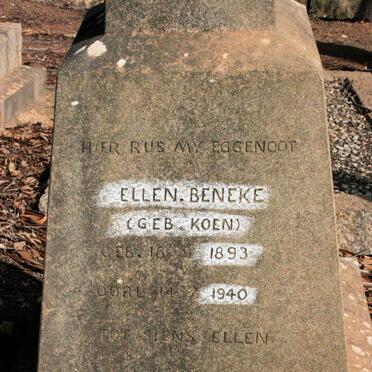 HIER RUS MY EGGENOOT
ELLEN. BENEKE
(GEB. KOEN)
GEB. 1893
OORL. 1940
TOT SIENS ELLEN